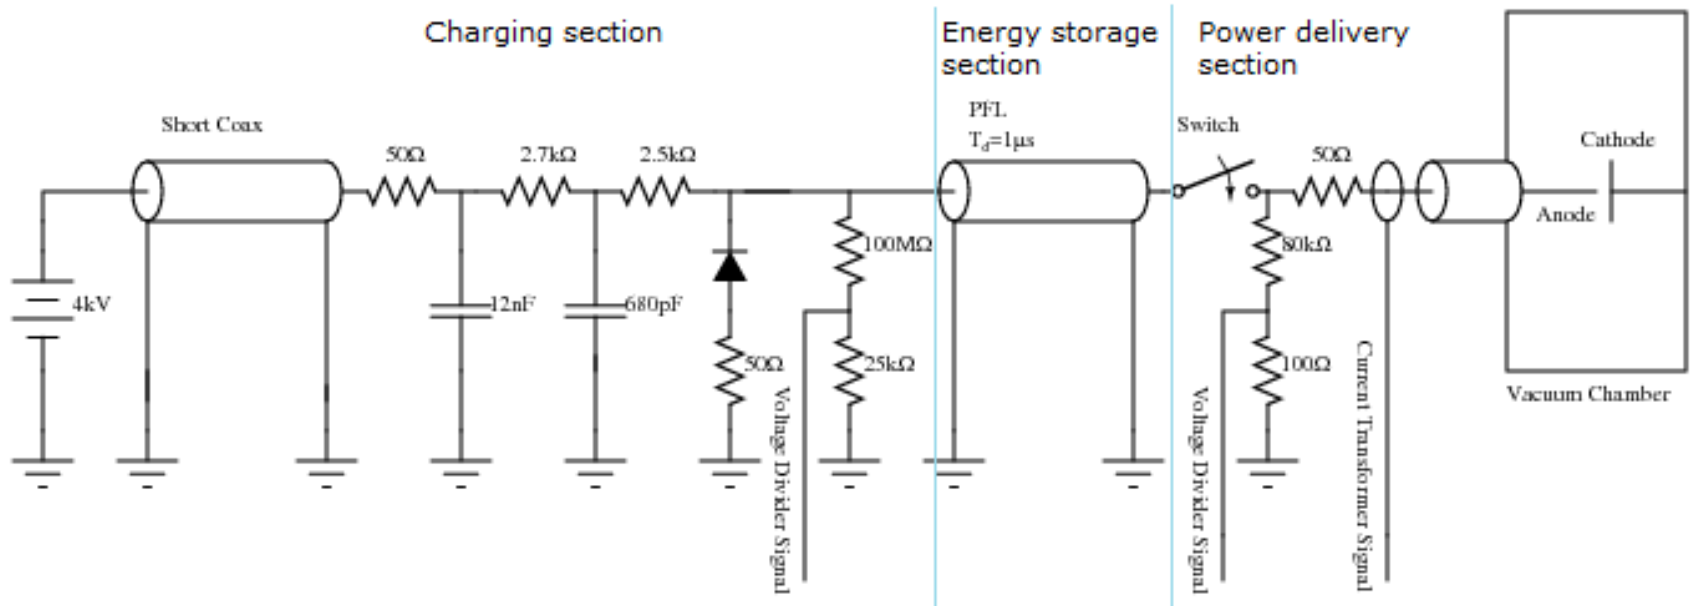 Charging section
Energy storage
section
Power delivery
section
Short Coax
50Ω
2.7kΩ
2.5kΩ
PFL
T_d=1μs
Switch
50Ω
Cathode
Anode
100MΩ
80kΩ
4kV
12nF
680pF
50Ω
25kΩ
100Ω
Voltage Divider Signal
Voltage Divider Signal
Current Transformer Signal
Vacuum Chamber